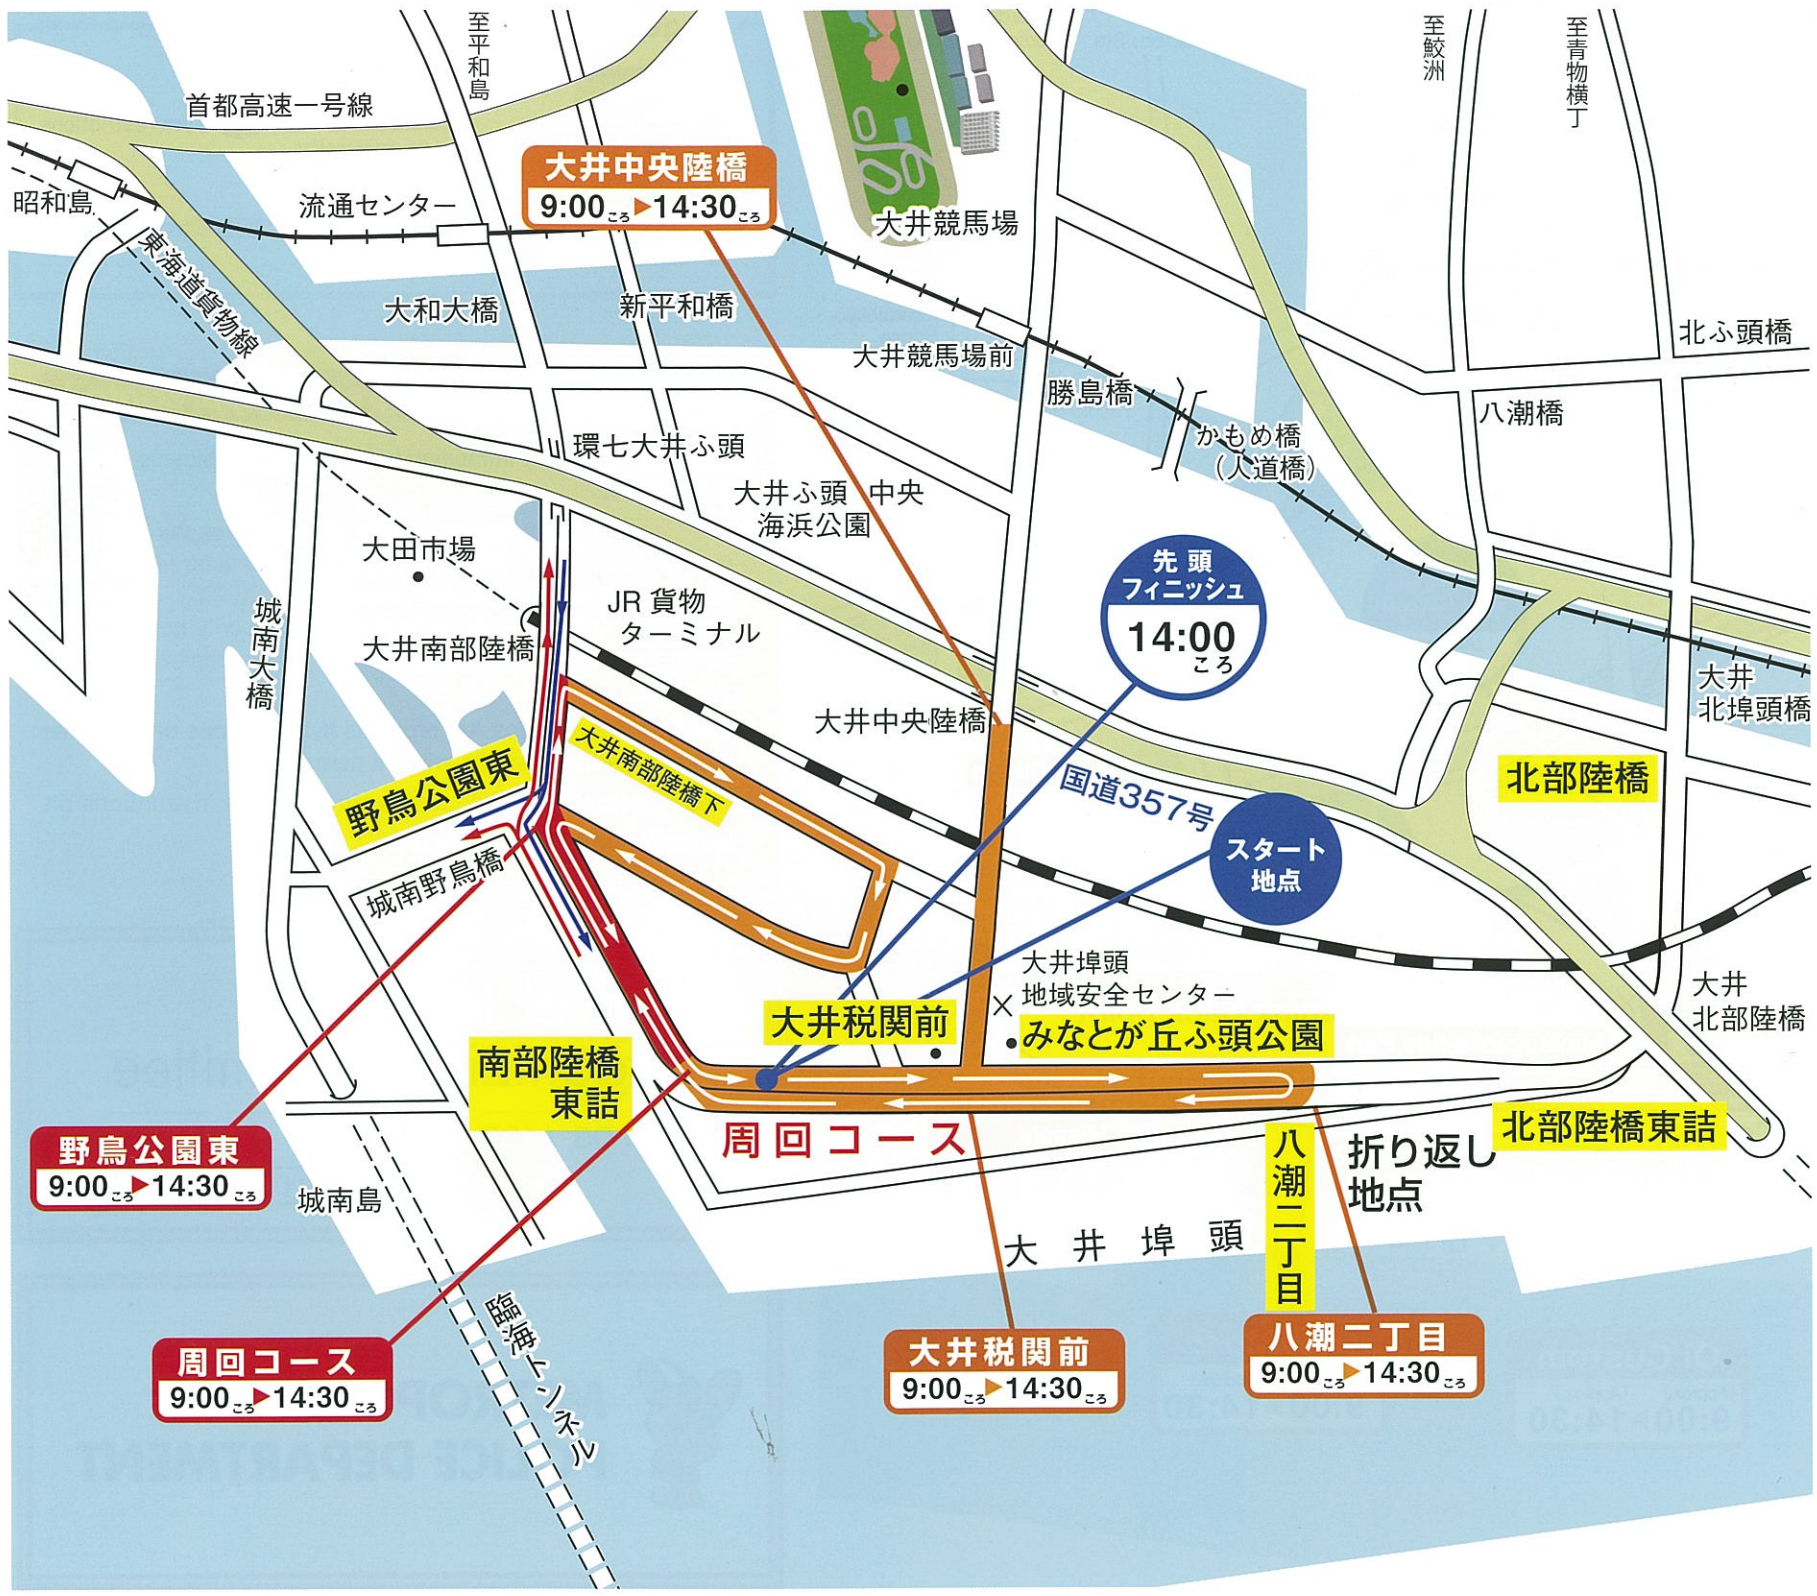 至平和島
至鮫洲
至青物横丁
首都高速一号線
昭和島
流通センター
大井中央陸橋
9:00ころ▶14:30ころ
大井競馬場
東海道貨物線
大和大橋
新平和橋
大井競馬場前
勝島橋
北ふ頭橋
八潮橋
かもめ橋
（人道橋）
環七大井ふ頭
大井ふ頭 中央
海浜公園
大田市場
先頭
フィニッシュ
14:00
ころ
城南大橋
JR 貨物
ターミナル
大井南部陸橋
大井
北埠頭橋
大井中央陸橋
大井南部陸橋下
野鳥公園東
国道357号
北部陸橋
スタート
地点
城南野鳥橋
大井埠頭
地域安全センター
大井
北部陸橋
大井税関前
みなとが丘ふ頭公園
南部陸橋
東詰
周回コース
北部陸橋東詰
八潮二丁目
折り返し
地点
野鳥公園東
9:00ころ▶14:30ころ
城南島
大井埠頭
臨海トンネル
周回コース
9:00ころ▶14:30ころ
大井税関前
9:00ころ▶14:30ころ
八潮二丁目
9:00ころ▶14:30ころ